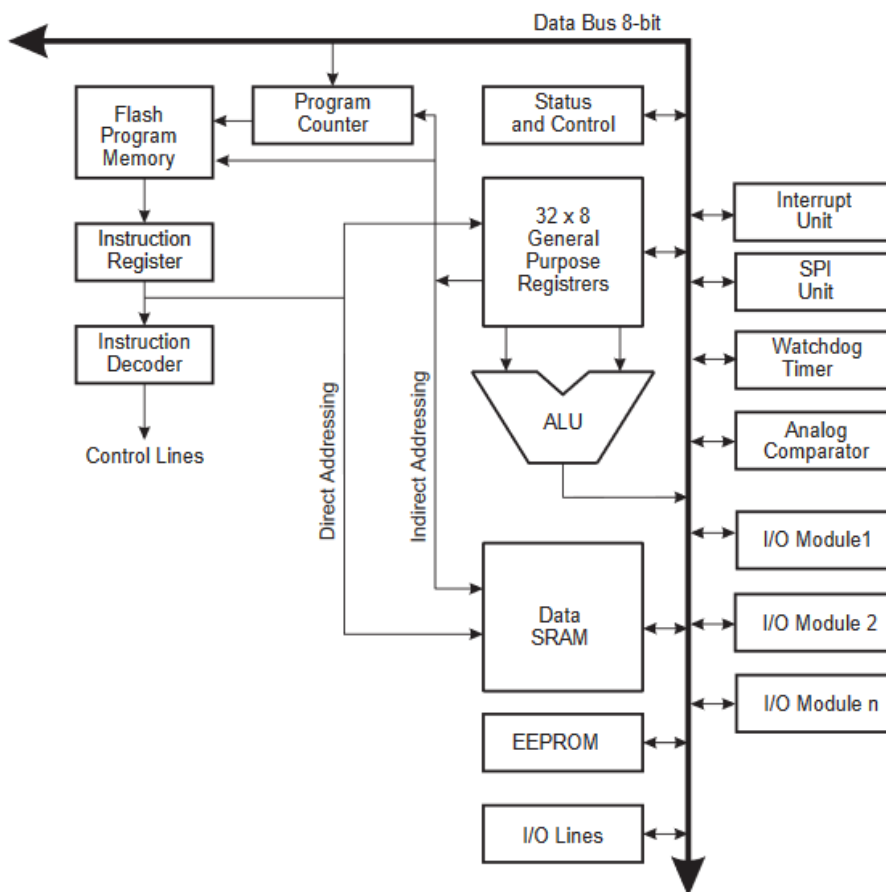 Data Bus 8-bit
Flash
Program
Memory
Program
Counter
Status
and Control
32 x 8
General
Purpose
Registrers
Interrupt
Unit
Instruction
Register
SPI
Unit
Instruction
Decoder
Watchdog
Timer
Direct Addressing
Indirect Addressing
ALU
Analog
Comparator
Control Lines
I/O Module1
Data
SRAM
I/O Module 2
I/O Module n
EEPROM
I/O Lines